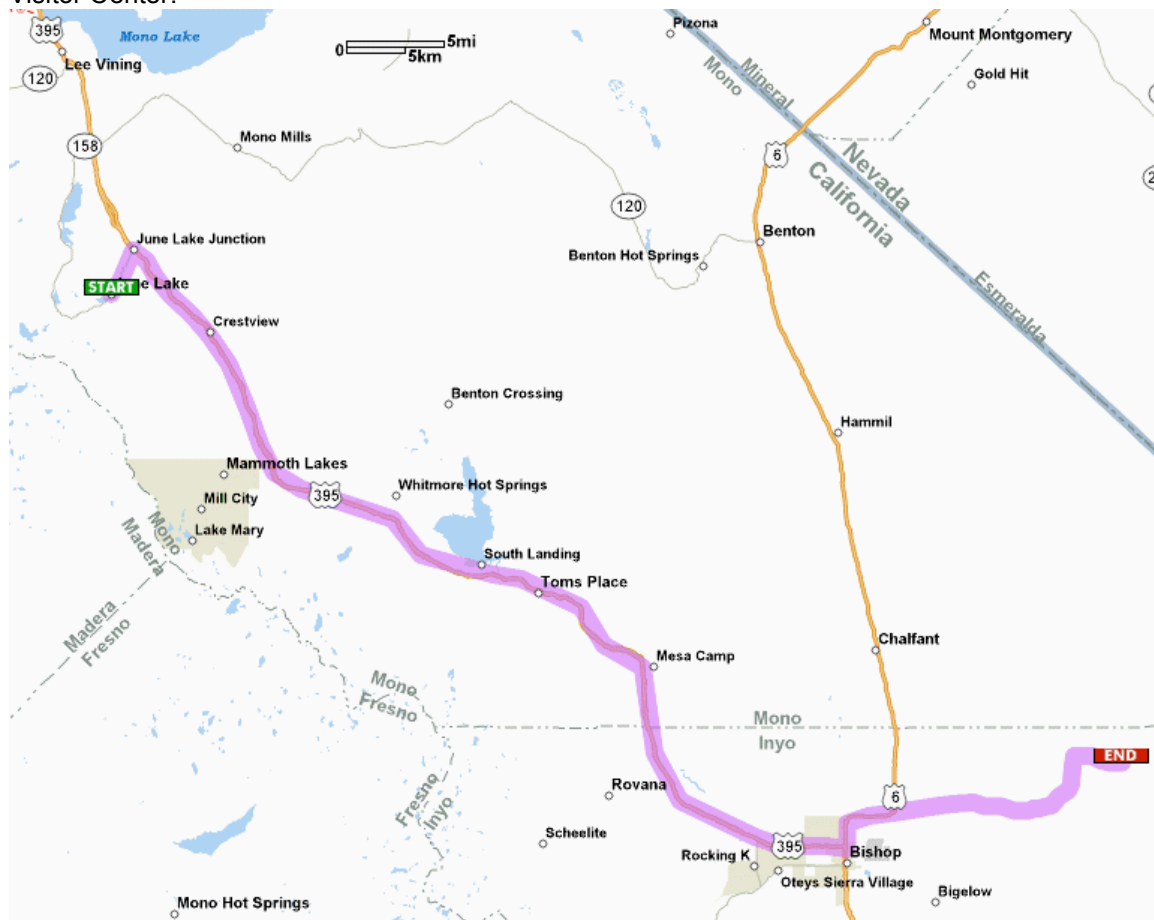 Visitor Center.
395
Mono Lake
Lee Vining
120
0 5mi
5km
Pizona
Mount Montgomery
Gold Hit
Mono Mineral
158
Mono Mills
6
Nevada
California
120
June Lake Junction
Benton
Benton Hot Springs
START e Lake
Esmeralda
Crestview
Benton Crossing
Hammil
Mammoth Lakes
395
Whitmore Hot Springs
Mill City
Lake Mary
Mono
Madera
South Landing
Toms Place
Madera
Fresno
Chalfant
Mesa Camp
Mono
Fresno
Mono
Inyo
END
Rovana
6
Fresno
Inyo
Scheelite
395
Rocking K
Bishop
Oteys Sierra Village
Bigelow
Mono Hot Springs